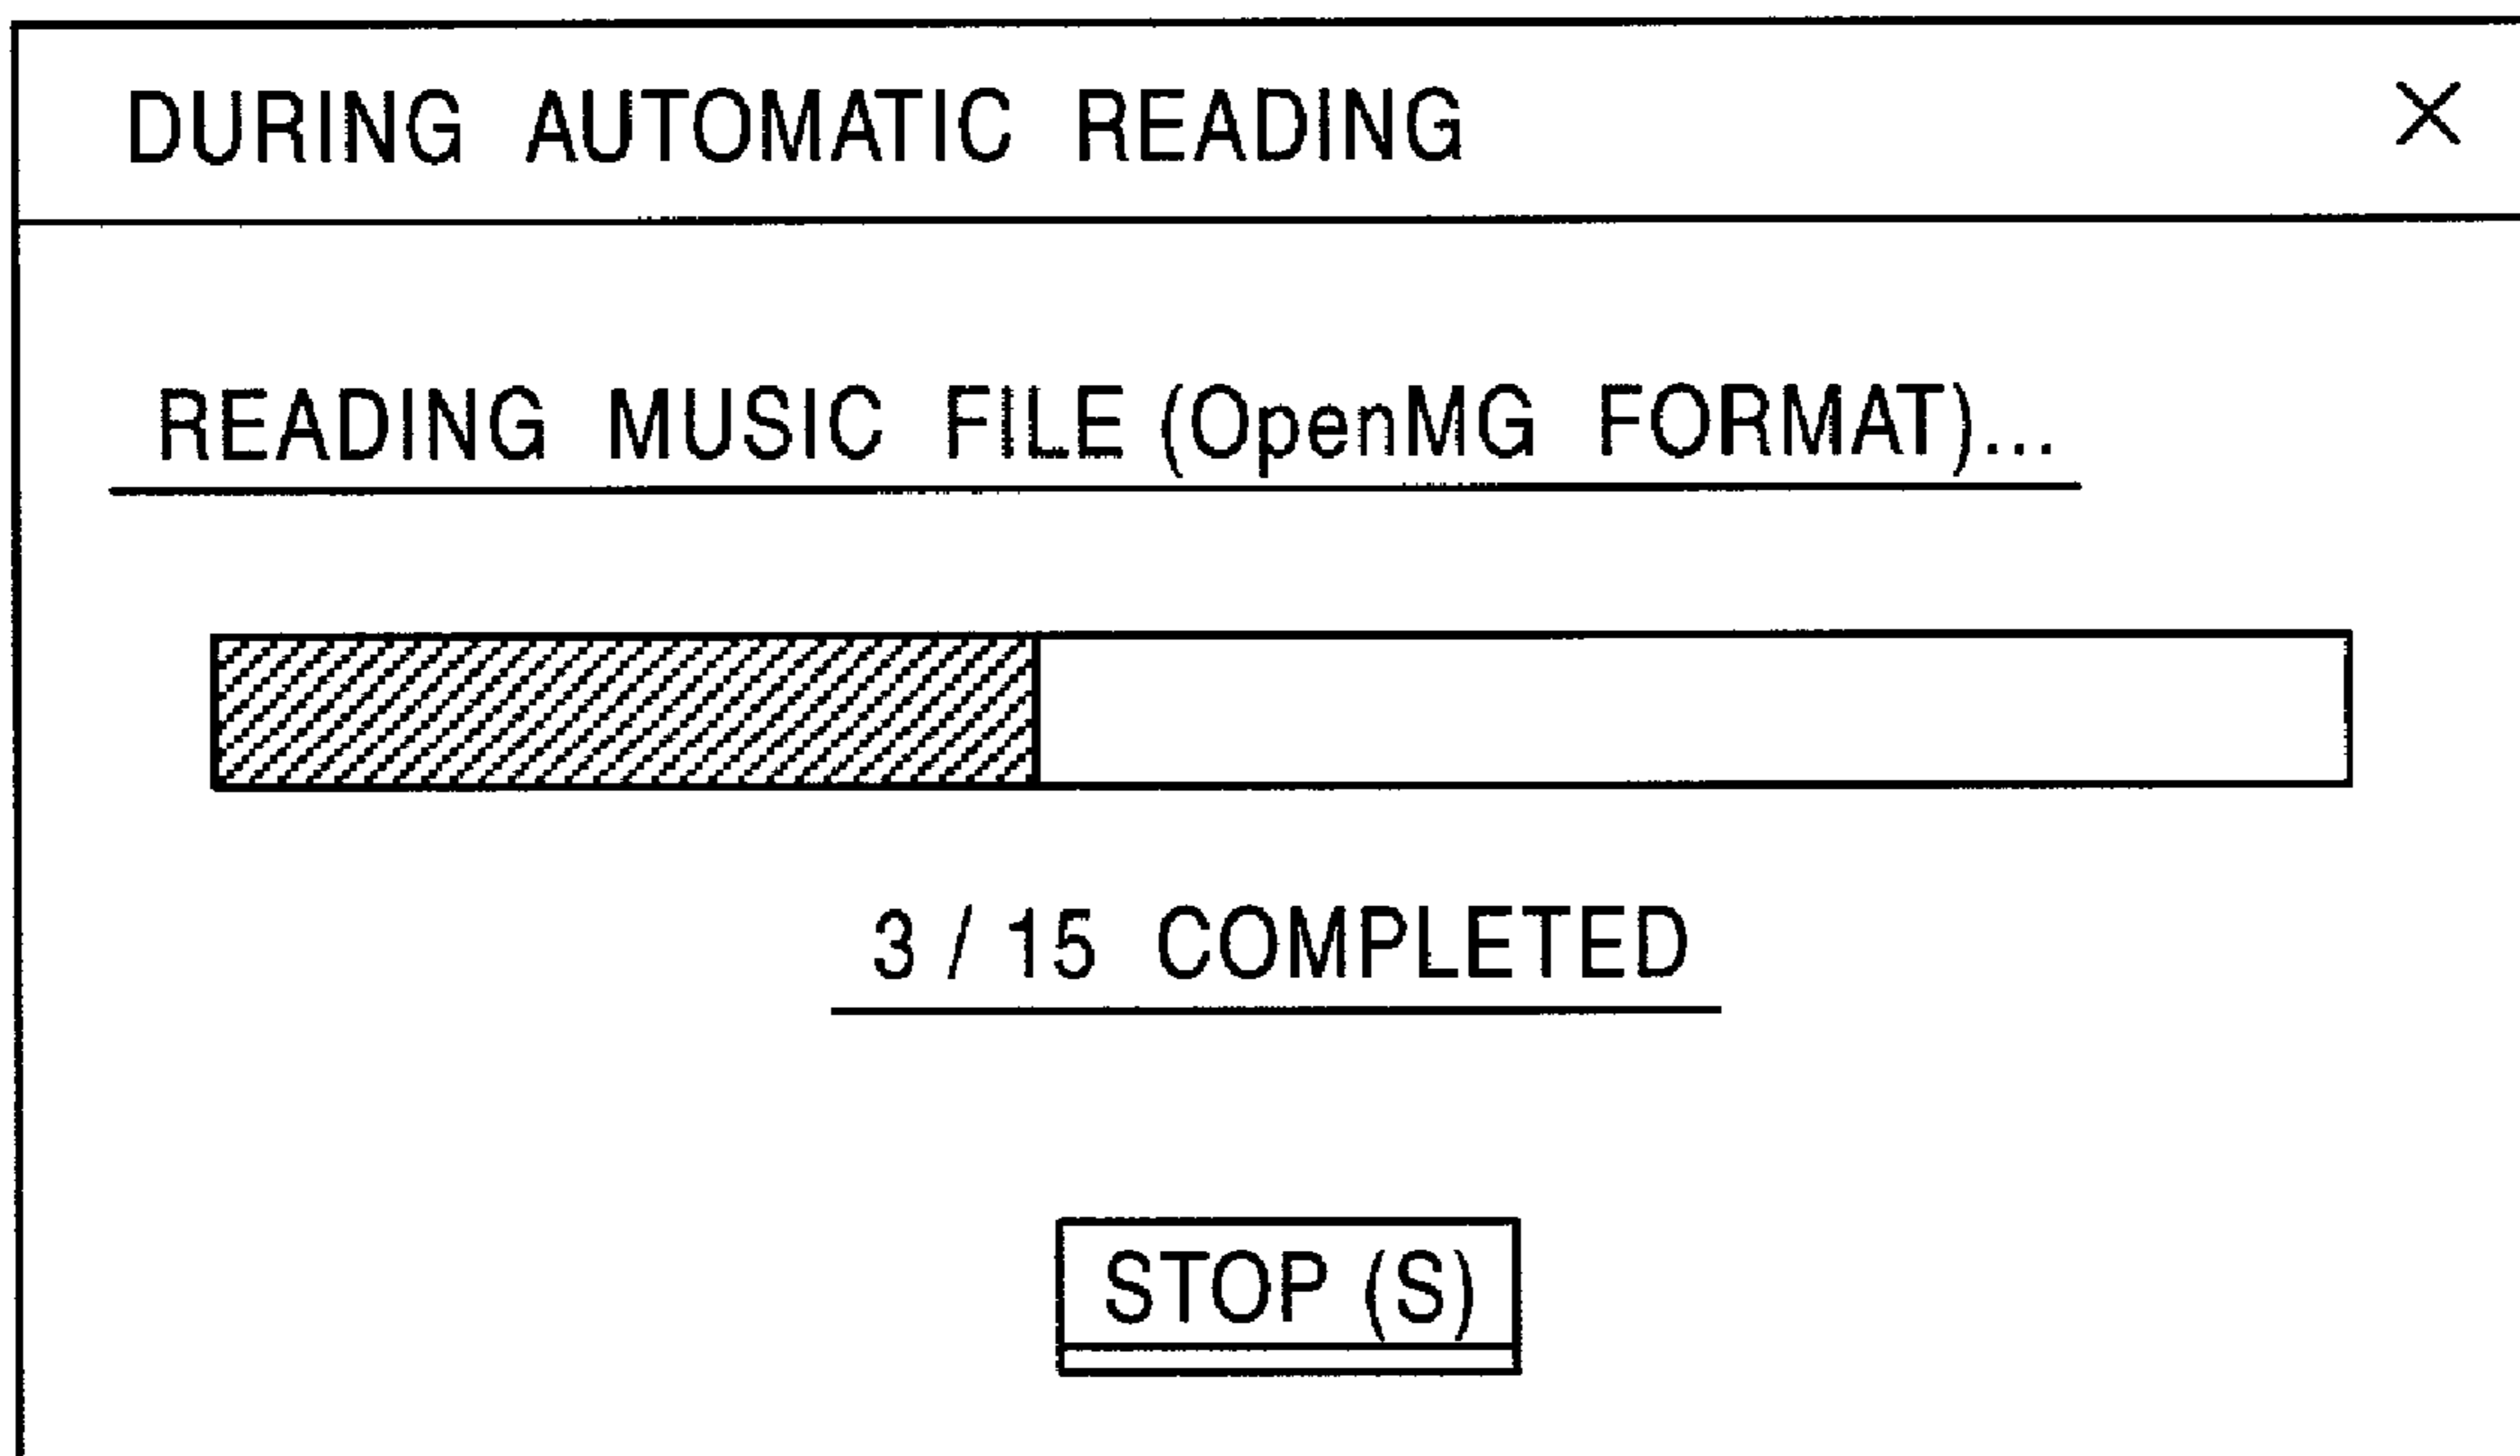 DURING AUTOMATIC READING ×
READING MUSIC FILE (OpenMG FORMAT)...
3 / 15 COMPLETED
STOP (S)